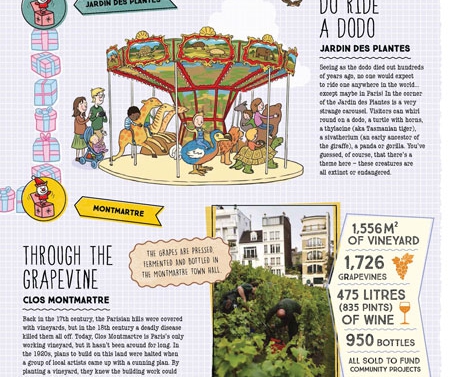 JARDIN DES PLANTES
DO RIDE
A DODO
JARDIN DES PLANTES
Seeing as the dodo died out hundreds
of years ago, no one would expect
to ride one anywhere in the world...
except maybe in Paris! In the corner
of the Jardin des Plantes is a very
strange carousel. Visitors can whirl
round on a dodo, a turtle with horns,
a thylacine (aka Tasmanian tiger),
a sivatherium (an early ancestor of
the giraffe), a panda or gorilla. You've
guessed, of course, that there's a
theme here – these creatures are
all extinct or endangered.
MONTMARTRE
THROUGH THE
GRAPEVINE
CLOS MONTMARTRE
Back in the 17th century, the Parisian hills were covered
with vineyards, but in the 18th century a deadly disease
killed them all off. Today, Clos Montmartre is Paris's only
working vineyard, but it hasn't been around for long. In
the 1920s, plans to build on this land were halted when
a group of local artists came up with a cunning plan. By
planting a vineyard, they knew the building work could
THE GRAPES ARE PRESSED,
FERMENTED AND BOTTLED IN
THE MONTMARTRE TOWN HALL.
1,556 M²
OF VINEYARD
1,726
GRAPEVINES
475 LITRES
(835 PINTS)
OF WINE
950 BOTTLES
ALL SOLD TO FUND
COMMUNITY PROJECTS